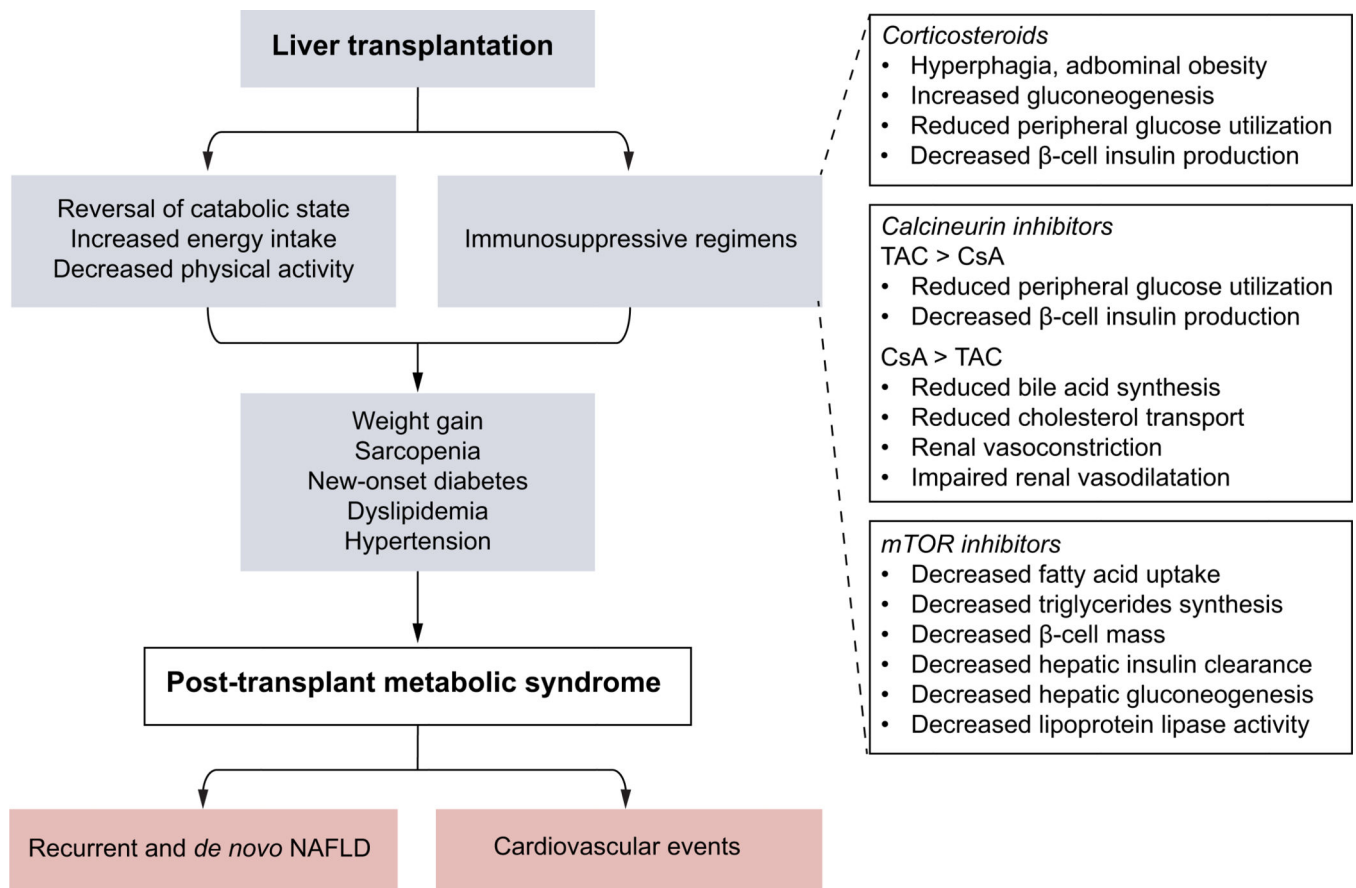 Liver transplantation
Reversal of catabolic state
Increased energy intake
Decreased physical activity
Immunosuppressive regimens
Weight gain
Sarcopenia
New-onset diabetes
Dyslipidemia
Hypertension
Post-transplant metabolic syndrome
Recurrent and de novo NAFLD
Cardiovascular events
Corticosteroids
• Hyperphagia, adbominal obesity
• Increased gluconeogenesis
• Reduced peripheral glucose utilization
• Decreased β-cell insulin production
Calcineurin inhibitors
TAC > CsA
• Reduced peripheral glucose utilization
• Decreased β-cell insulin production
CsA > TAC
• Reduced bile acid synthesis
• Reduced cholesterol transport
• Renal vasoconstriction
• Impaired renal vasodilatation
mTOR inhibitors
• Decreased fatty acid uptake
• Decreased triglycerides synthesis
• Decreased β-cell mass
• Decreased hepatic insulin clearance
• Decreased hepatic gluconeogenesis
• Decreased lipoprotein lipase activity